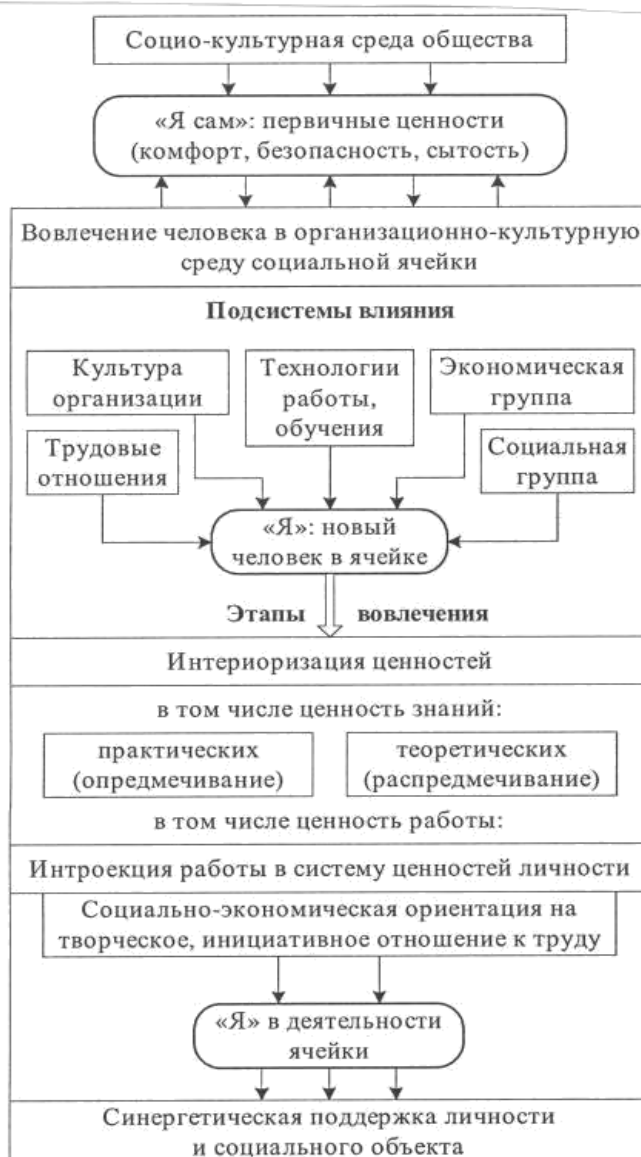 Социо-культурная среда общества
«Я сам»: первичные ценности
(комфорт, безопасность, сытость)
Вовлечение человека в организационно-культурную
среду социальной ячейки
Подсистемы влияния
Культура
организации
Технологии
работы,
обучения
Экономическая
группа
Трудовые
отношения
Социальная
группа
«Я»: новый
человек в ячейке
Этапы вовлечения
Интериоризация ценностей
в том числе ценность знаний:
практических
(опредмечивание)
теоретических
(распредмечивание)
в том числе ценность работы:
Интроекция работы в систему ценностей личности
Социально-экономическая ориентация на
творческое, инициативное отношение к труду
«Я» в деятельности
ячейки
Синергетическая поддержка личности
и социального объекта